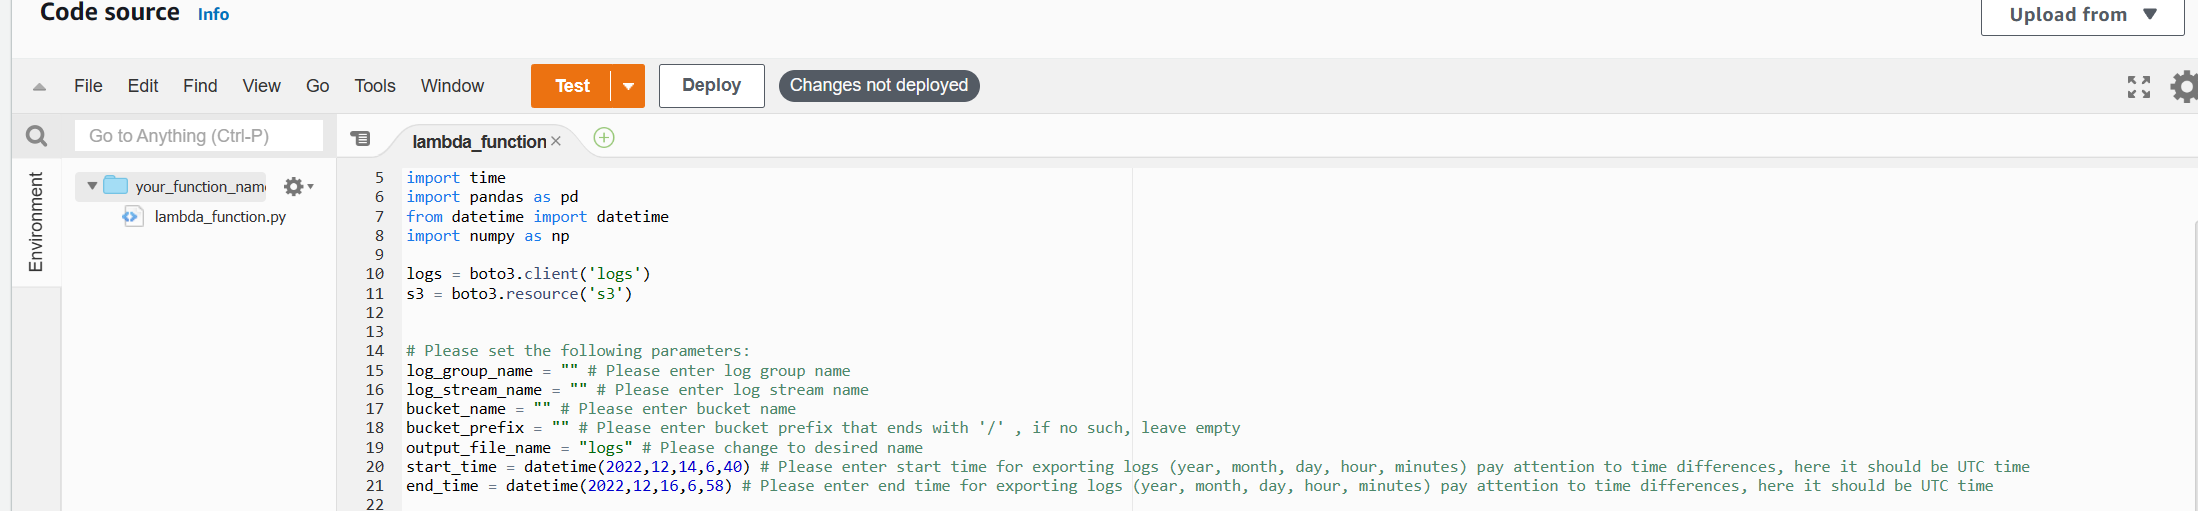 Code source Info
Upload from
File Edit Find View Go Tools Window Test Deploy Changes not deployed
Go to Anything (Ctrl-P)
lambda_function
Environment
your_function_nam
lambda_function.py
5 import time
6 import pandas as pd
7 from datetime import datetime
8 import numpy as np
9
10 logs = boto3.client('logs')
11 s3 = boto3.resource('s3')
12
13
14 # Please set the following parameters:
15 log_group_name = "" # Please enter log group name
16 log_stream_name = "" # Please enter log stream name
17 bucket_name = "" # Please enter bucket name
18 bucket_prefix = "" # Please enter bucket prefix that ends with '/' , if no such, leave empty
19 output_file_name = "logs" # Please change to desired name
20 start_time = datetime(2022,12,14,6,40) # Please enter start time for exporting logs (year, month, day, hour, minutes) pay attention to time differences, here it should be UTC time
21 end_time = datetime(2022,12,16,6,58) # Please enter end time for exporting logs (year, month, day, hour, minutes) pay attention to time differences, here it should be UTC time
22